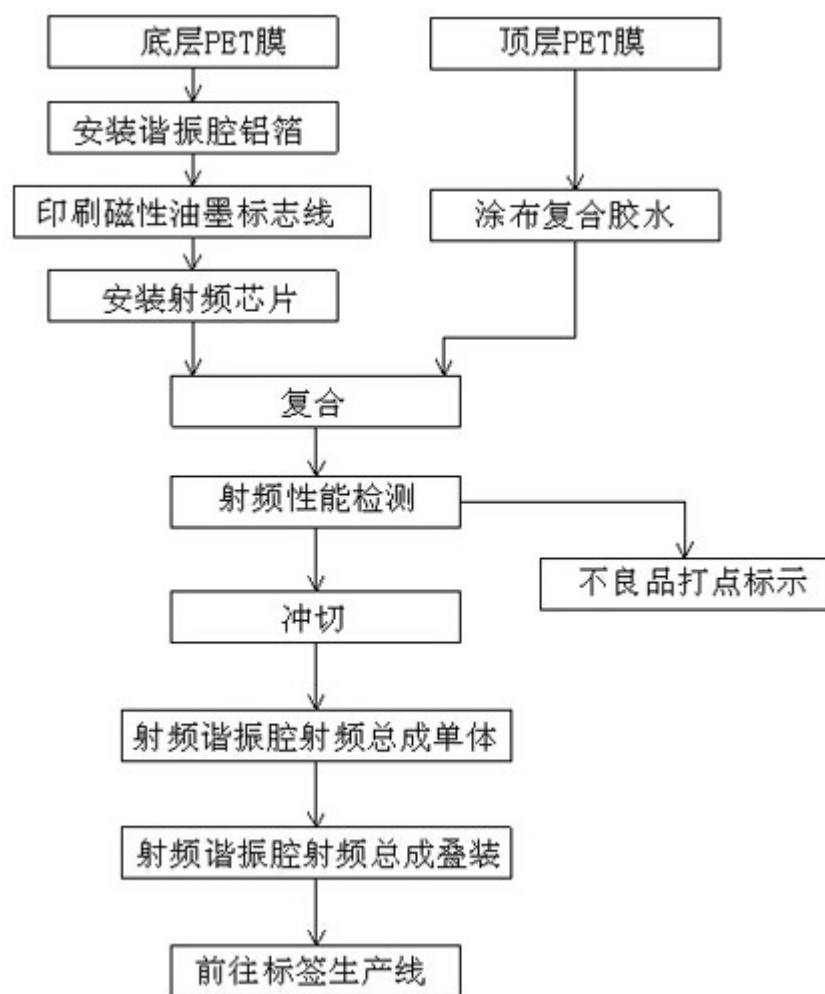 底层PET膜
顶层PET膜
安装谐振腔铝箔
印刷磁性油墨标志线
涂布复合胶水
安装射频芯片
复合
射频性能检测
不良品打点标示
冲切
射频谐振腔射频总成单体
射频谐振腔射频总成叠装
前往标签生产线